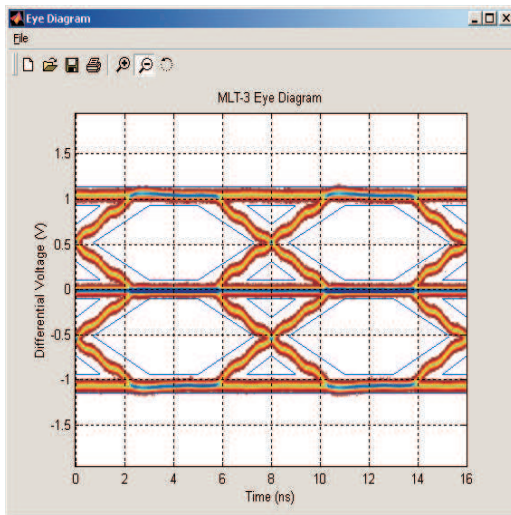 Eye Diagram
File
MLT-3 Eye Diagram
1.5
1
0.5
0
-0.5
-1
-1.5
Differential Voltage (V)
0 2 4 6 8 10 12 14 16
Time (ns)